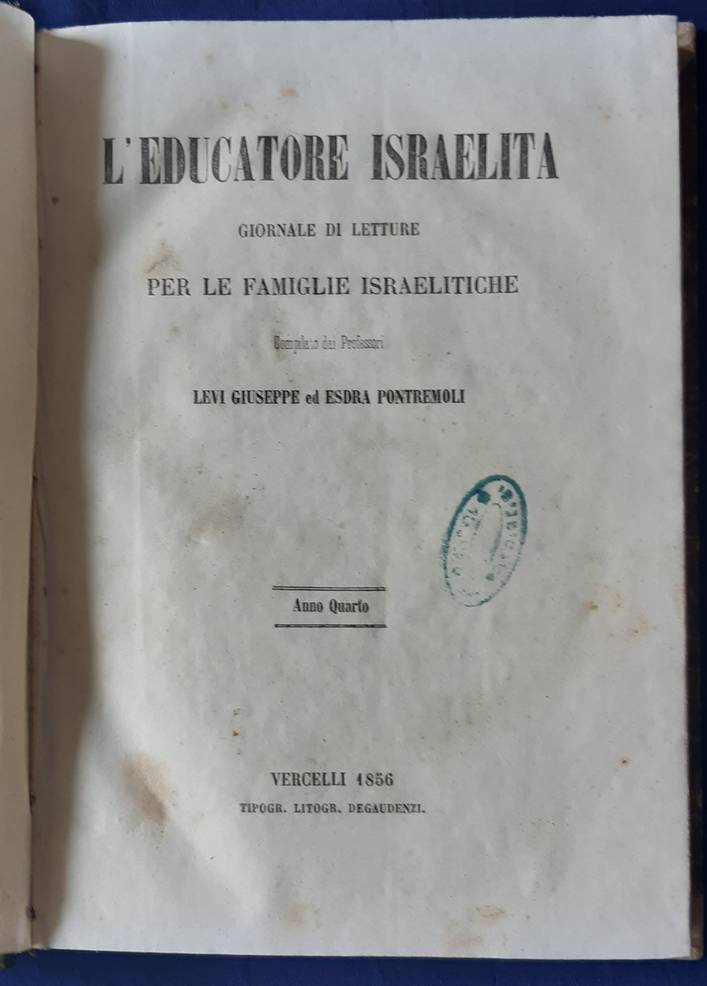 L'EDUCATORE ISRAELITA
GIORNALE DI LETTURE
PER LE FAMIGLIE ISRAELITICHE
Compilato dai Professori
LEVI GIUSEPPE ed ESDRA PONTREMOLI
Anno Quarto
VERCELLI 1856
TIPOGR. LITOGR. DEGAUDENZI.